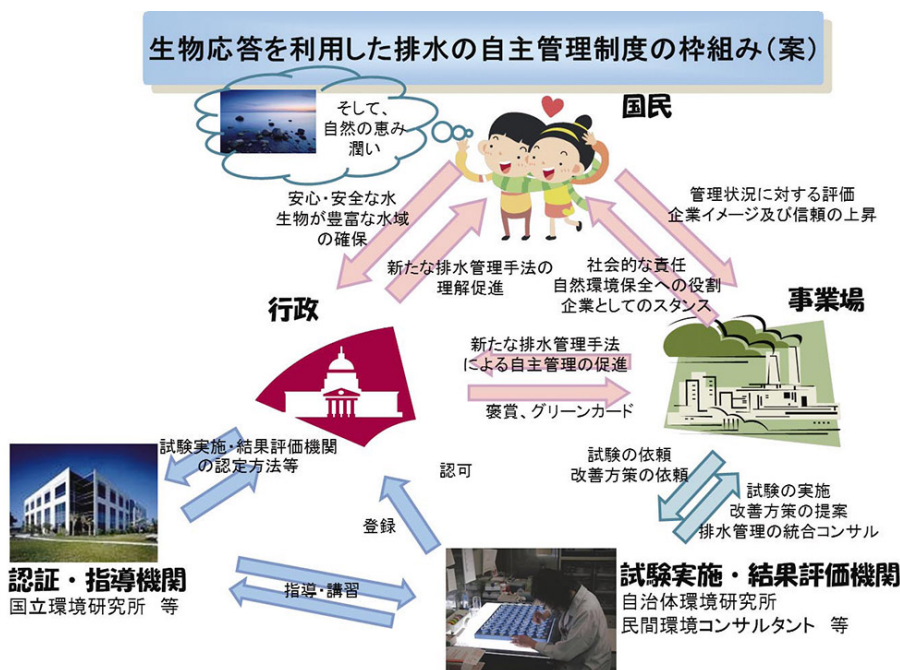 生物応答を利用した排水の自主管理制度の枠組み(案)
国民
そして、
自然の恵み
潤い
安心・安全な水
生物が豊富な水域
の確保
新たな排水管理手法の
理解促進
管理状況に対する評価
企業イメージ及び信頼の上昇
社会的な責任
自然環境保全への役割
企業としてのスタンス
行政
事業場
新たな排水管理手法
による自主管理の促進
褒賞、グリーンカード
試験実施・結果評価機関
の認定方法等
認可
登録
試験の依頼
改善方策の依頼
試験の実施
改善方策の提案
排水管理の統合コンサル
認証・指導機関
国立環境研究所 等
指導・講習
試験実施・結果評価機関
自治体環境研究所
民間環境コンサルタント 等